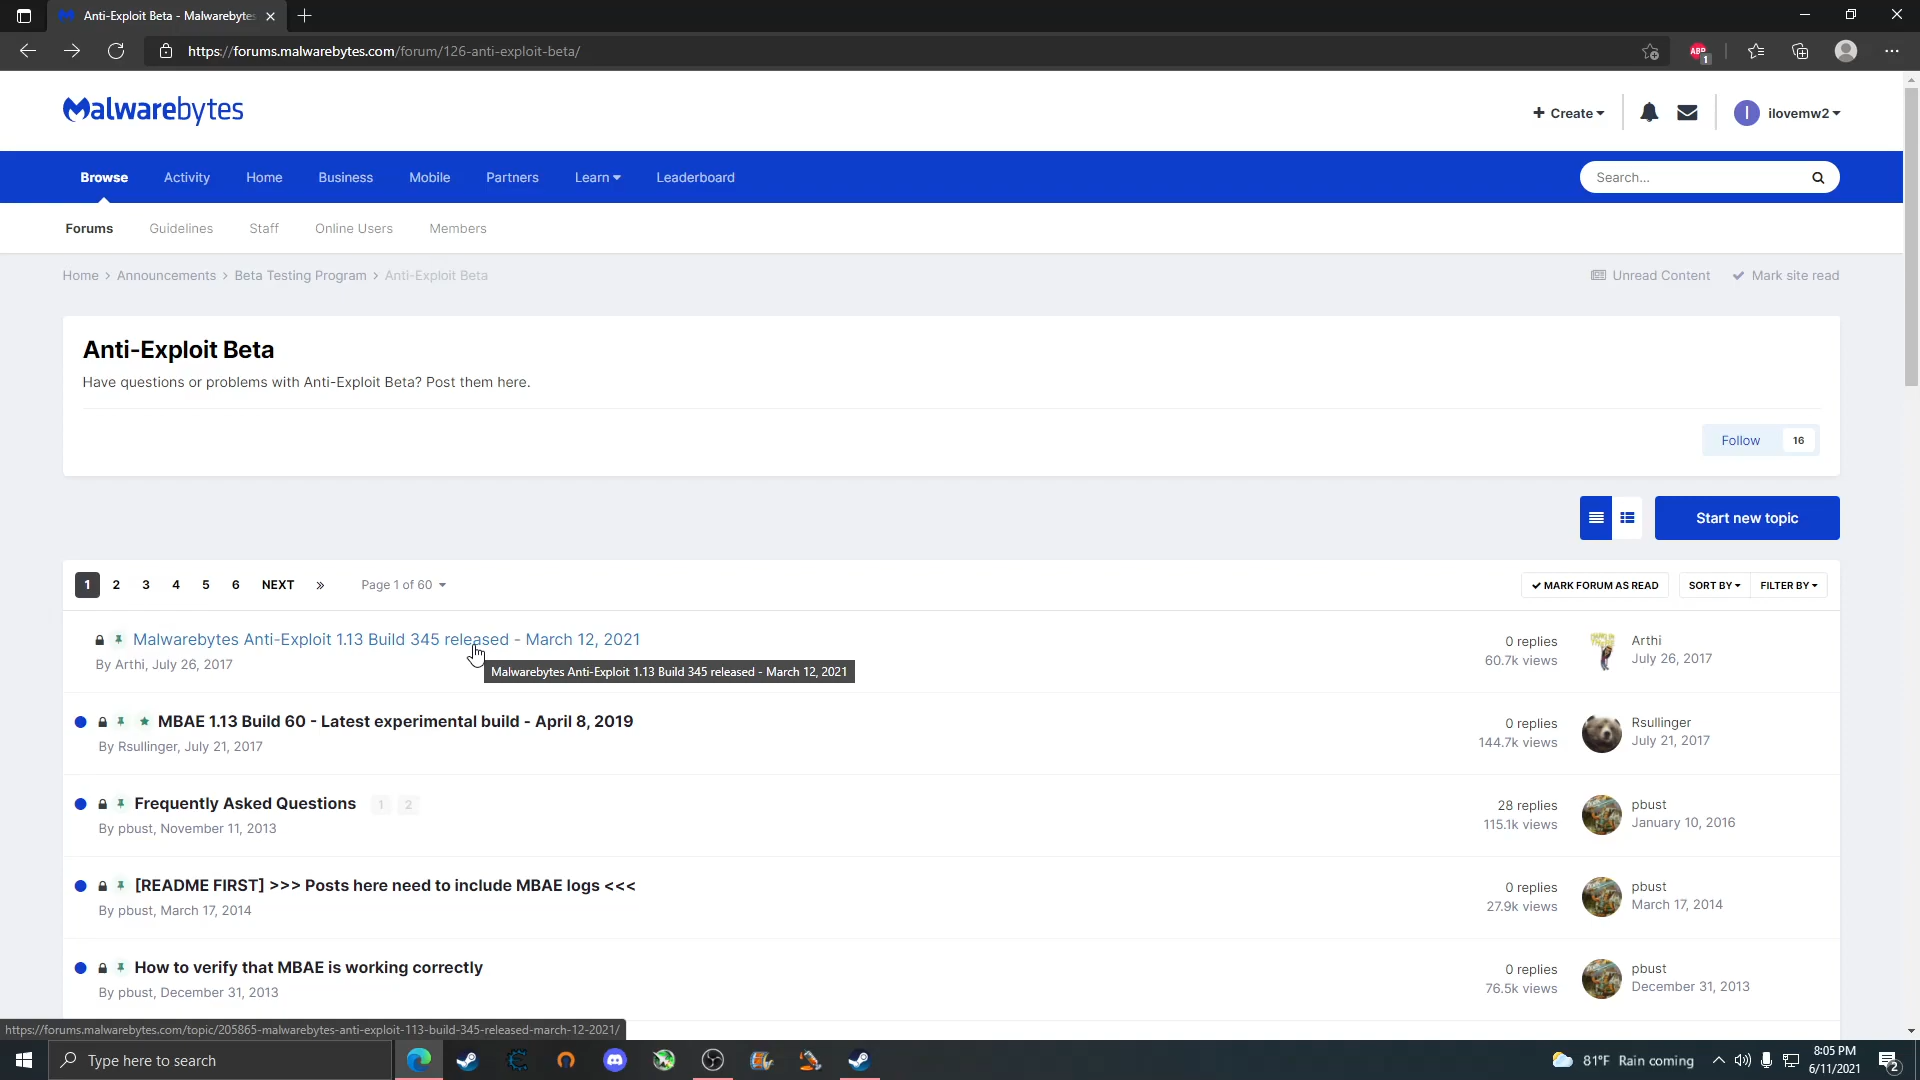 Anti-Exploit Beta - Malwarebytes
https://forums.malwarebytes.com/forum/126-anti-exploit-beta/
ABP 1
Malwarebytes
+ Create
I ilovemw2
Browse Activity Home Business Mobile Partners Learn Leaderboard
Search...
Forums Guidelines Staff Online Users Members
Home > Announcements > Beta Testing Program > Anti-Exploit Beta
Unread Content Mark site read
Anti-Exploit Beta
Have questions or problems with Anti-Exploit Beta? Post them here.
Follow 16
Start new topic
1 2 3 4 5 6 NEXT » Page 1 of 60
MARK FORUM AS READ SORT BY FILTER BY
Malwarebytes Anti-Exploit 1.13 Build 345 released - March 12, 2021
By Arthi, July 26, 2017
0 replies
60.7k views
Arthi
July 26, 2017
Malwarebytes Anti-Exploit 1.13 Build 345 released - March 12, 2021
MBAE 1.13 Build 60 - Latest experimental build - April 8, 2019
By Rsullinger, July 21, 2017
0 replies
144.7k views
Rsullinger
July 21, 2017
Frequently Asked Questions 1 2
By pbust, November 11, 2013
28 replies
115.1k views
pbust
January 10, 2016
[README FIRST] >>> Posts here need to include MBAE logs <<<
By pbust, March 17, 2014
0 replies
27.9k views
pbust
March 17, 2014
How to verify that MBAE is working correctly
By pbust, December 31, 2013
0 replies
76.5k views
pbust
December 31, 2013
https://forums.malwarebytes.com/topic/205865-malwarebytes-anti-exploit-113-build-345-released-march-12-2021/
Type here to search
81°F Rain coming
8:05 PM
6/11/2021
2